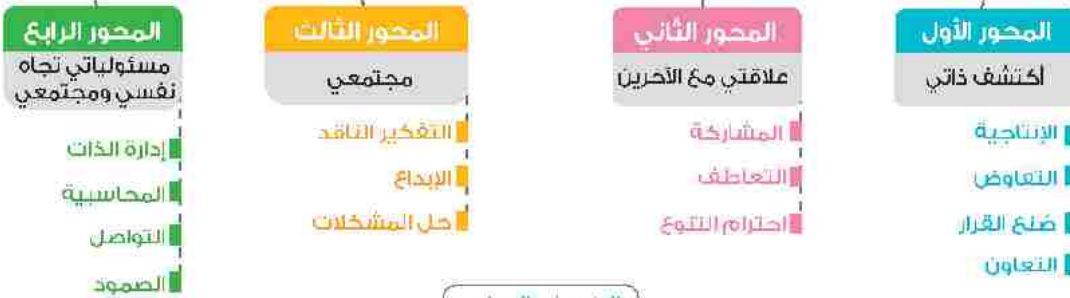 المحور الأول
أكتشف ذاتي
الإنتاجية
التفاوض
صنع القرار
التعاون
المحور الثاني
علاقتي مع الآخرين
المشاركة
التعاطف
احترام التنوع
المحور الثالث
مجتمعي
التفكير الناقد
الإبداع
حل المشكلات
المحور الرابع
مسئولياتي تجاه
نفسي ومجتمعي
إدارة الذات
المحاسبية
التواصل
الصمود